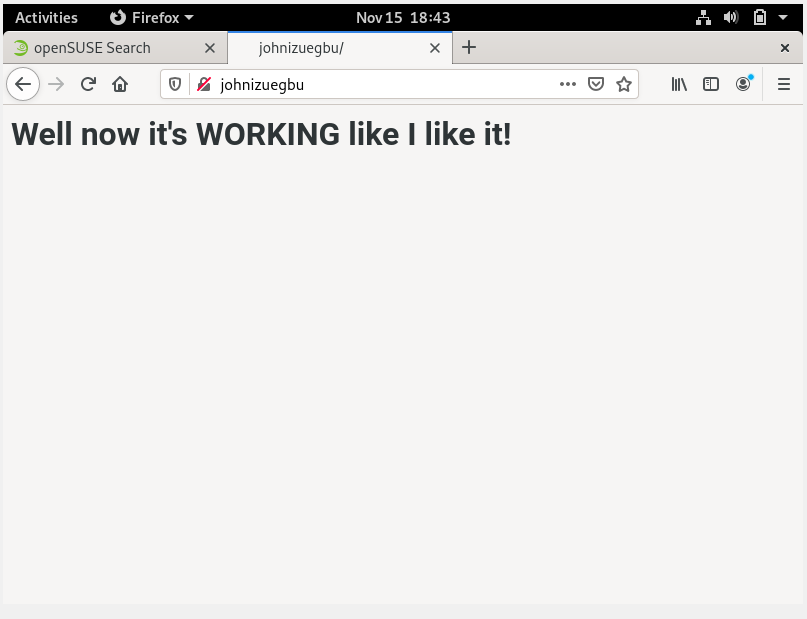 Activities Firefox Nov 15 18:43
openSUSE Search johnizuegbu/
johnizuegbu
Well now it's WORKING like I like it!